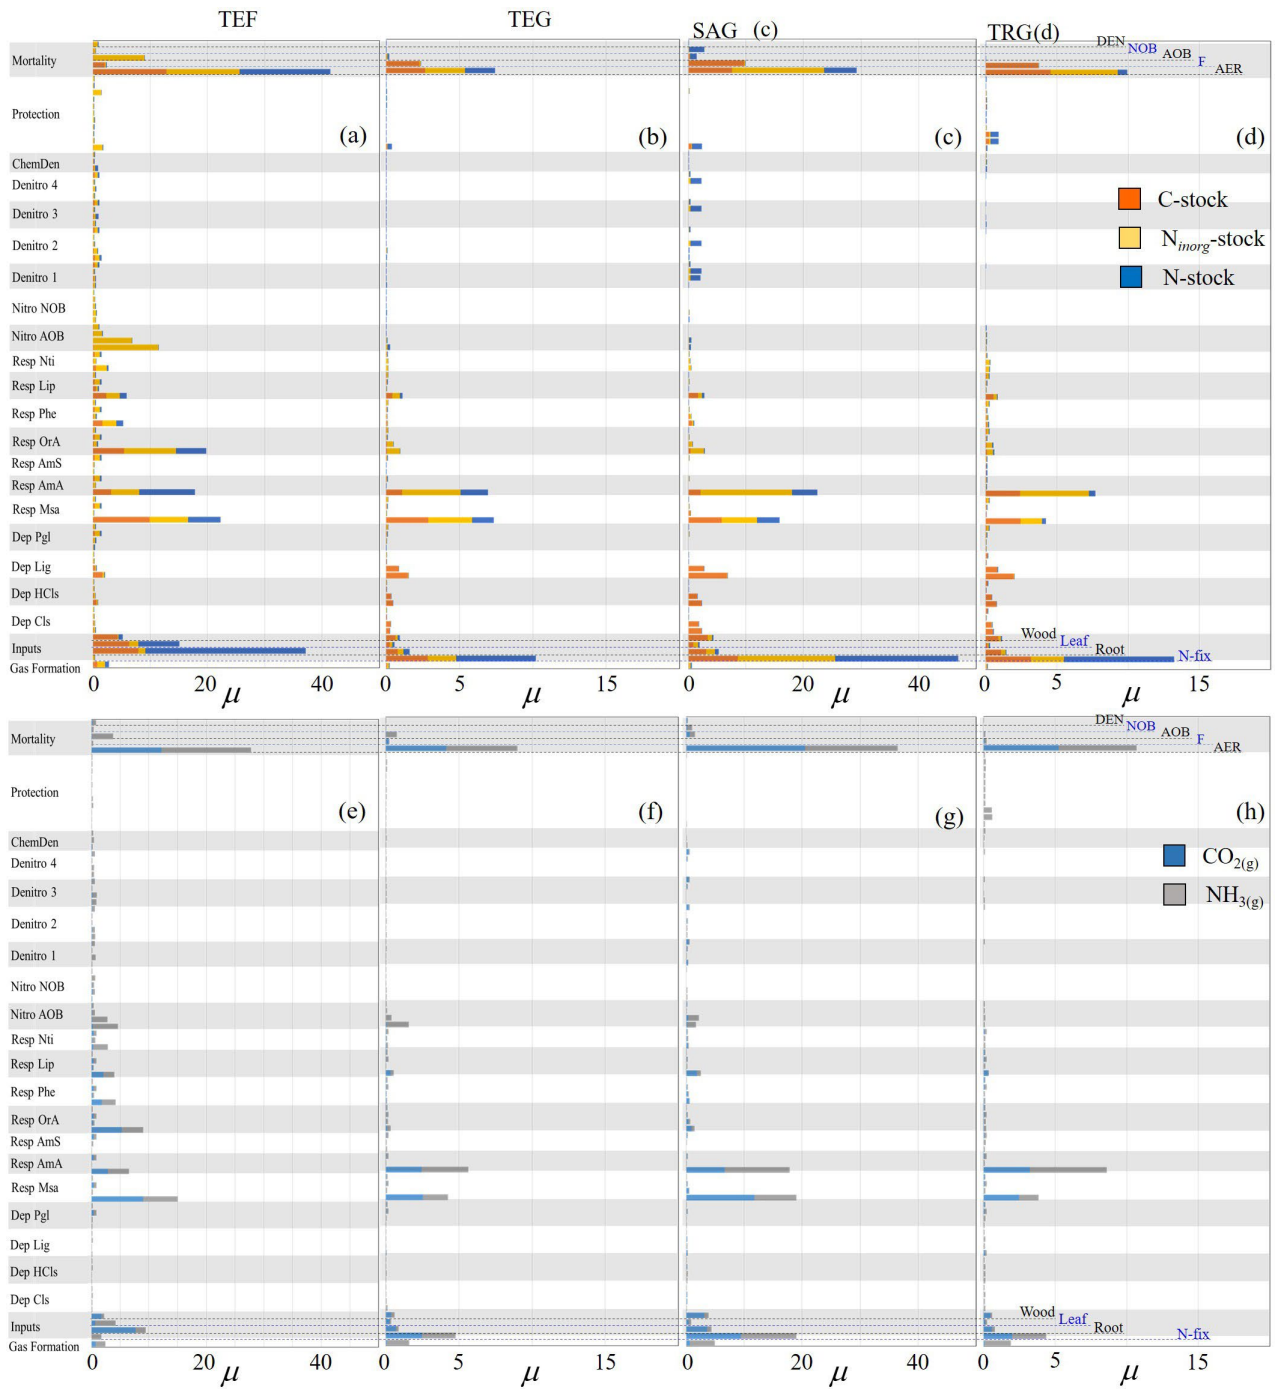 TEF
TEG
SAG (c)
TRG(d)
DEN
NOB
AOB
F
AER
Mortality
Protection
ChemDen
Denitro 4
Denitro 3
Denitro 2
Denitro 1
Nitro NOB
Nitro AOB
Resp Nti
Resp Lip
Resp Phe
Resp OrA
Resp AmS
Resp AmA
Resp Msa
Dep Pgl
Dep Lig
Dep HCls
Dep Cls
Inputs
Gas Formation
(a)
(b)
(c)
(d)
C-stock
Ninorg-stock
N-stock
Wood
Leaf
Root
N-fix
0 20 40
0 5 15
0 20 40
0 5 15
μ μ μ μ
DEN
NOB
AOB
F
AER
Mortality
Protection
ChemDen
Denitro 4
Denitro 3
Denitro 2
Denitro 1
Nitro NOB
Nitro AOB
Resp Nti
Resp Lip
Resp Phe
Resp OrA
Resp AmS
Resp AmA
Resp Msa
Dep Pgl
Dep Lig
Dep HCls
Dep Cls
Inputs
Gas Formation
(e)
(f)
(g)
(h)
CO2(g)
NH3(g)
Wood
Leaf
Root
N-fix
0 20 40
0 5 15
0 20 40
0 5 15
μ μ μ μ